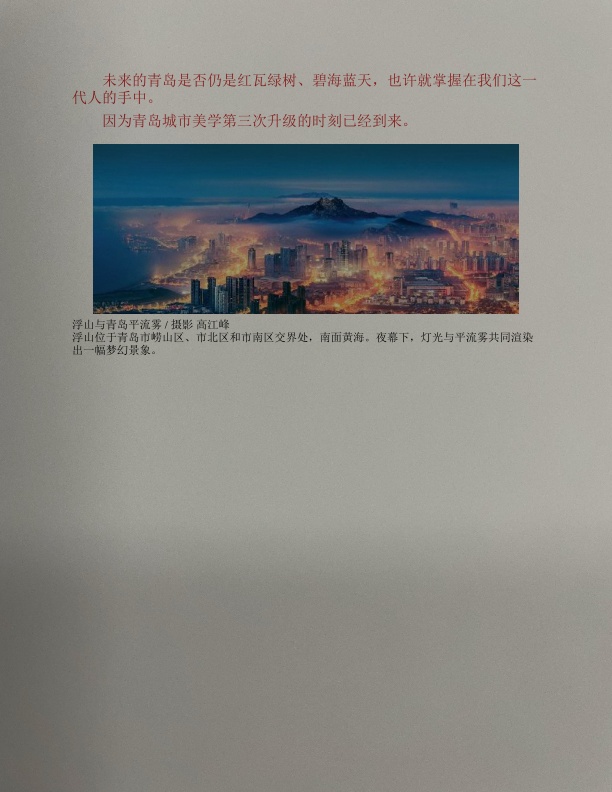 未来的青岛是否仍是红瓦绿树、碧海蓝天，也许就掌握在我们这一
代人的手中。
因为青岛城市美学第三次升级的时刻已经到来。
浮山与青岛平流雾 / 摄影 高江峰
浮山位于青岛市崂山区、市北区和市南区交界处，南面黄海。夜幕下，灯光与平流雾共同渲染
出一幅梦幻景象。